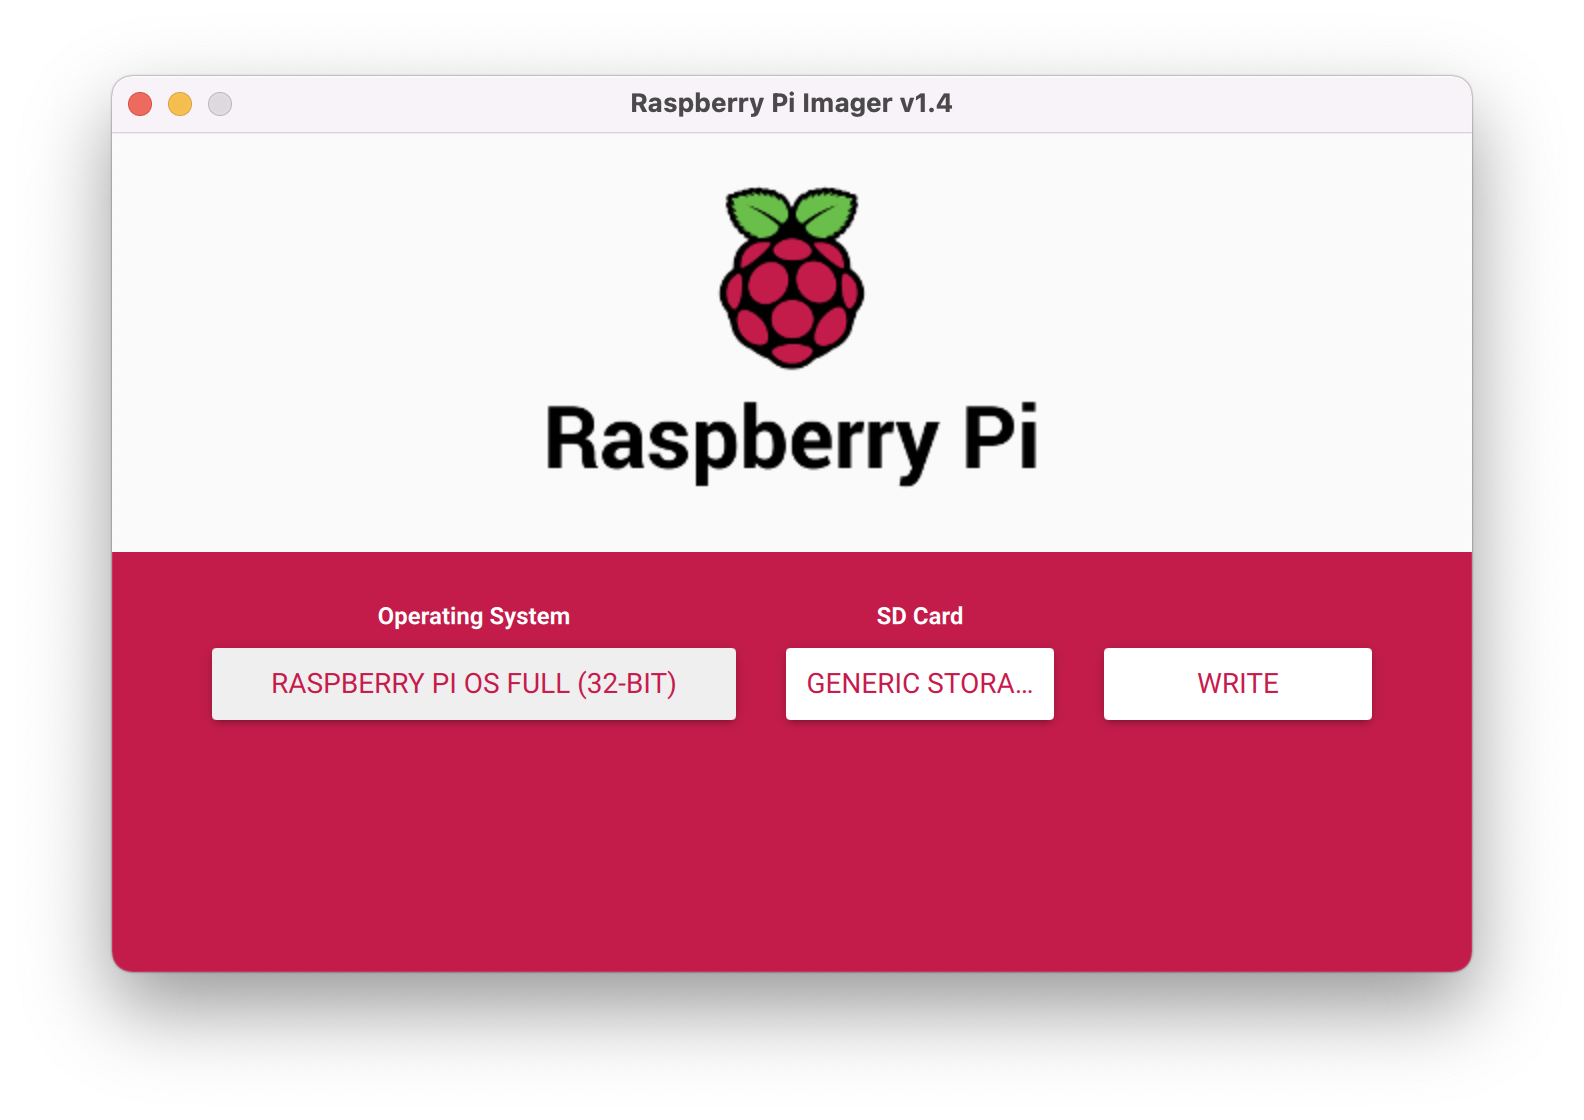 Raspberry Pi Imager v1.4
Raspberry Pi
Operating System
SD Card
RASPBERRY PI OS FULL (32-BIT)
GENERIC STORA...
WRITE